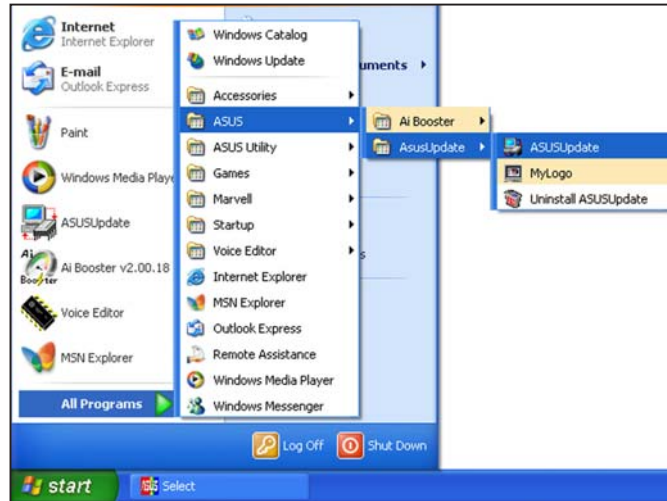 Internet
Internet Explorer
E-mail
Outlook Express
Paint
Windows Media Playe
ASUSUpdate
Ai Booster
Ai Booster v2.00.18
Voice Editor
MSN Explorer
All Programs
Windows Catalog
Windows Update
Accessories
ASUS
ASUS Utility
Games
Marvell
Startup
Voice Editor
Internet Explorer
MSN Explorer
Outlook Express
Remote Assistance
Windows Media Player
Windows Messenger
uments
s
Ai Booster
AsusUpdate
ASUSUpdate
MyLogo
Uninstall ASUSUpdate
Log Off
Shut Down
start
ASUS
Select